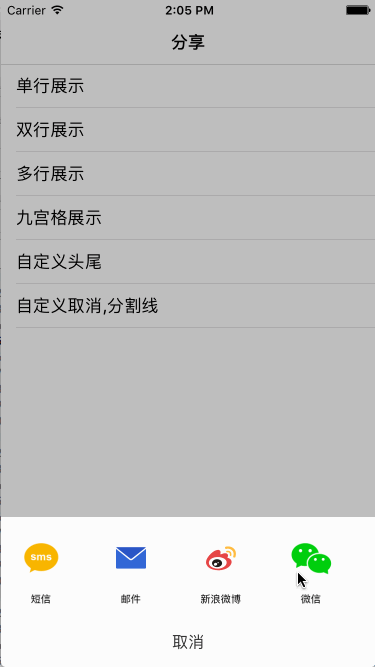 Carrier 2:05 PM
分享
单行展示
双行展示
多行展示
九宫格展示
自定义头尾
自定义取消,分割线
sms
短信 邮件 新浪微博 微信
取消